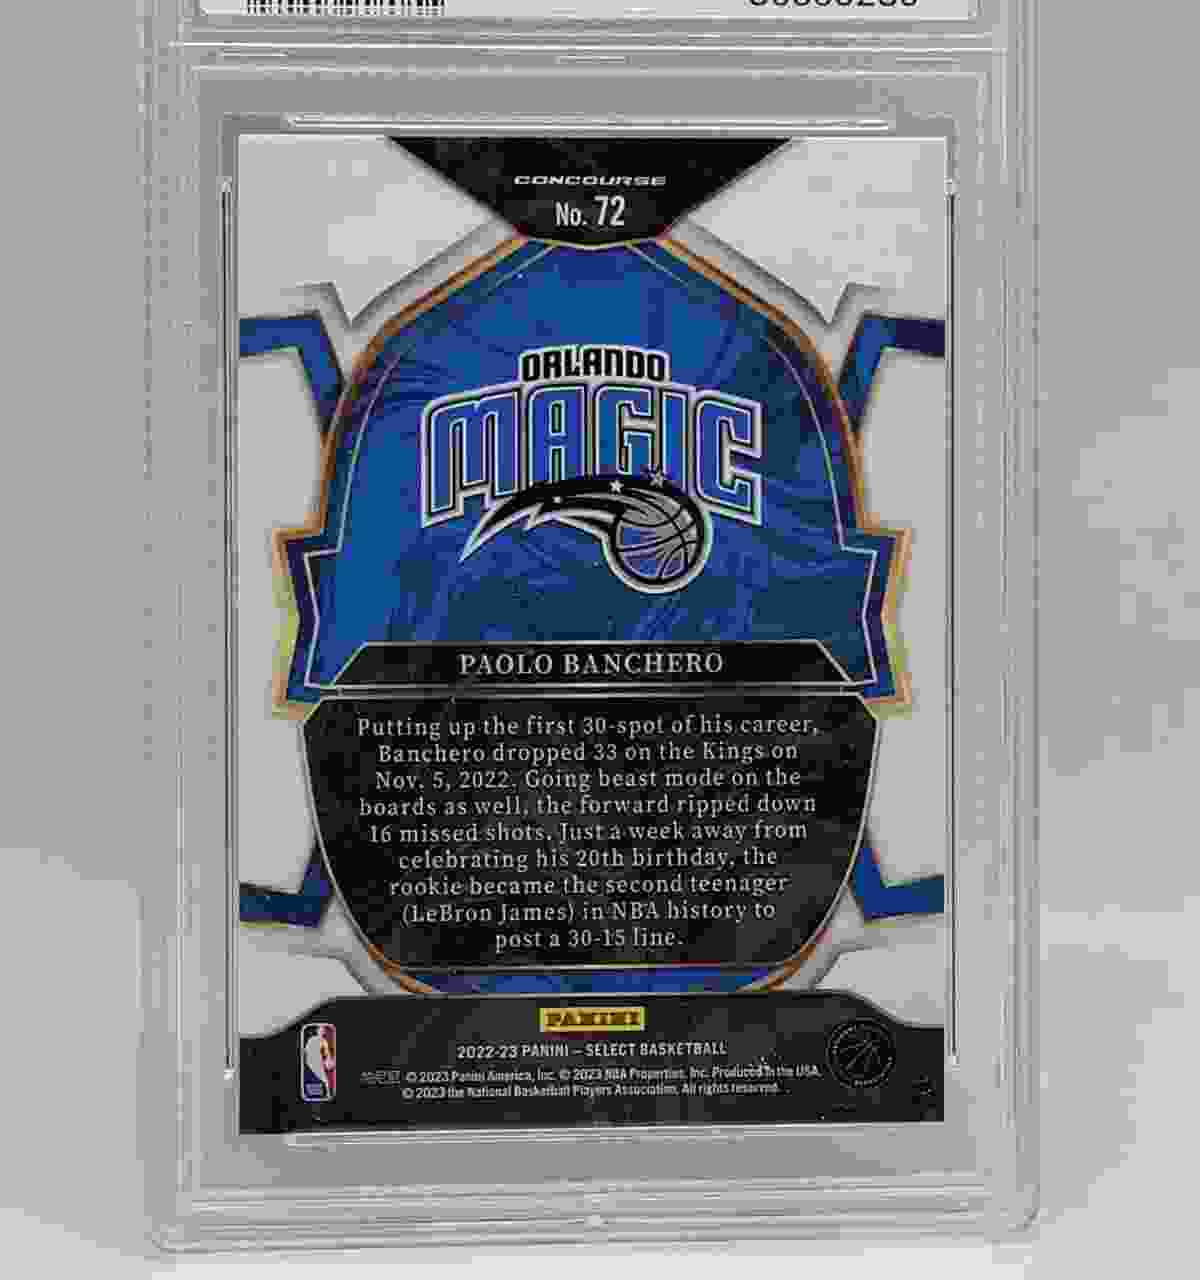 CONCOURSE
No. 72
ORLANDO
MAGIC
PAOLO BANCHERO
Putting up the first 30-spot of his career,
Banchero dropped 33 on the Kings on
Nov. 5, 2022. Going beast mode on the
boards as well, the forward ripped down
16 missed shots. Just a week away from
celebrating his 20th birthday, the
rookie became the second teenager
(LeBron James) in NBA history to
post a 30-15 line.
PANINI
2022-23 PANINI – SELECT BASKETBALL
© 2023 Panini America, Inc. © 2023 NBA Properties, Inc. Produced in the USA.
© 2023 the National Basketball Players Association. All rights reserved.